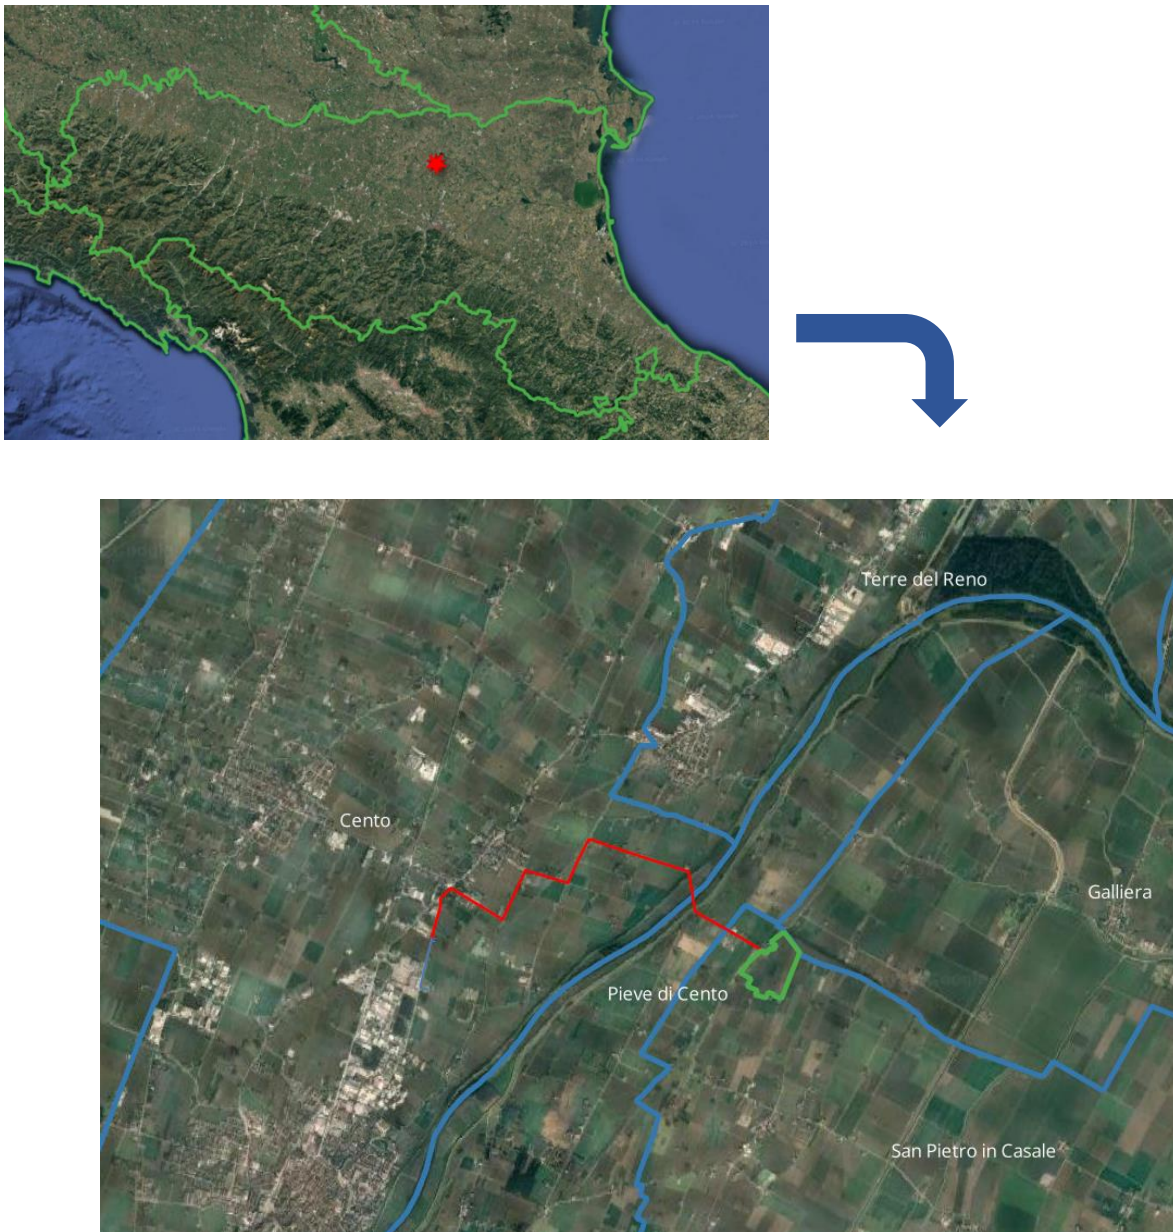 Terre del Reno
Cento
Galliera
Pieve di Cento
San Pietro in Casale